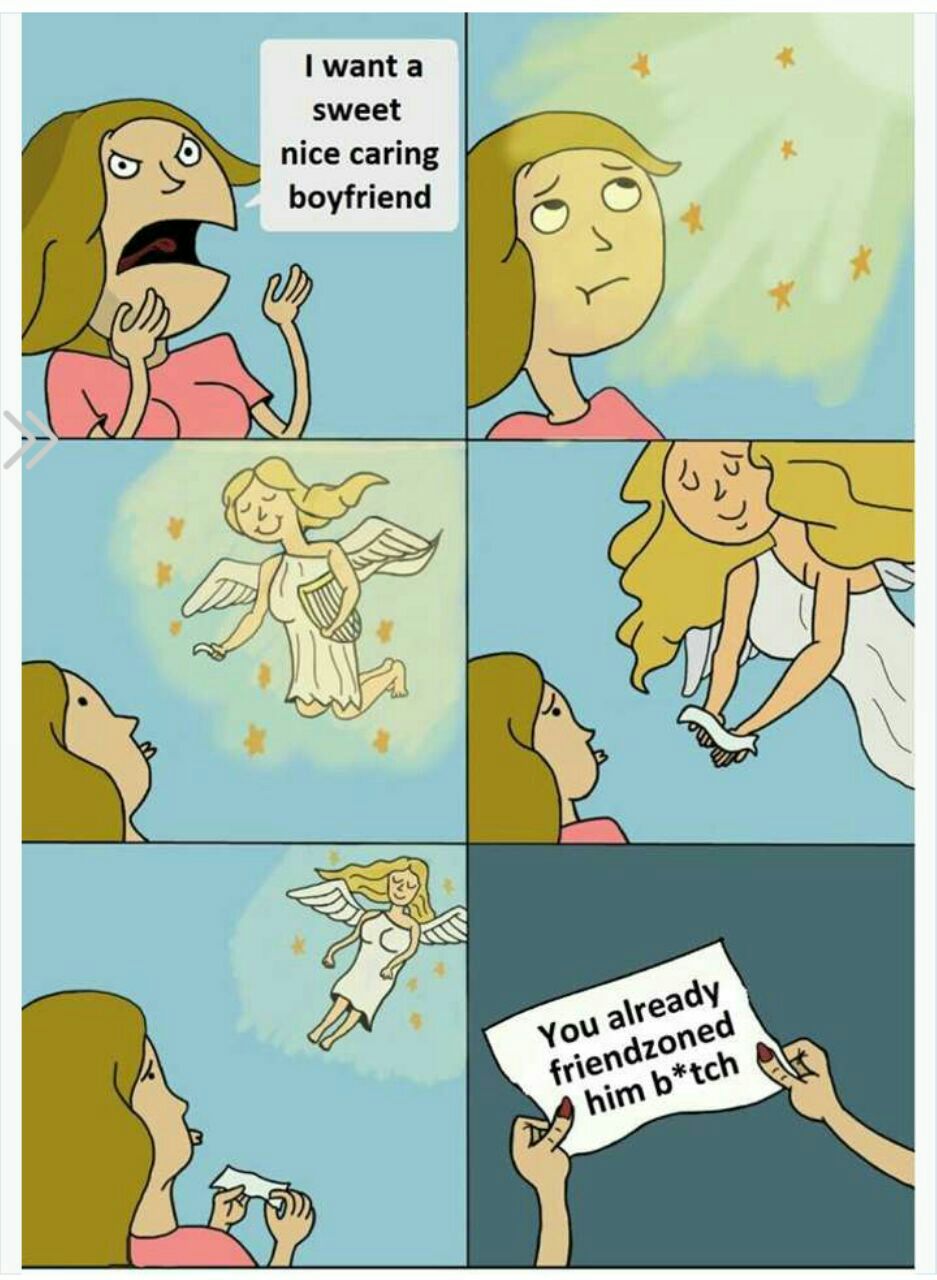 I want a
sweet
nice caring
boyfriend
You already
friendzoned
him b*tch